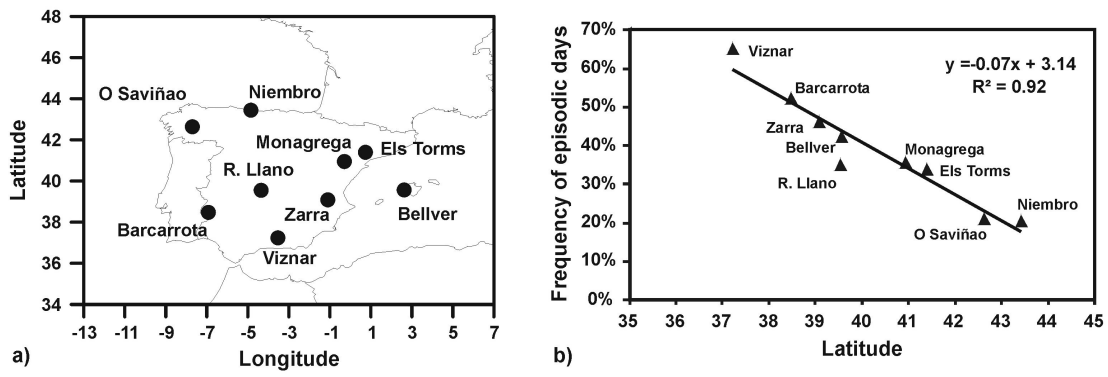 48
46
44
42
40
38
36
34
Latitude
O Saviñao
Niembro
Monagrega
Els Torms
R. Llano
Zarra
Bellver
Barcarrota
Viznar
-13 -11 -9 -7 -5 -3 -1 1 3 5 7
Longitude
a)
70%
60%
50%
40%
30%
20%
10%
0%
Frequency of episodic days
y =-0.07x + 3.14
R² = 0.92
Viznar
Barcarrota
Zarra
Bellver
R. Llano
Monagrega
Els Torms
Niembro
O Saviñao
35 36 37 38 39 40 41 42 43 44 45
Latitude
b)